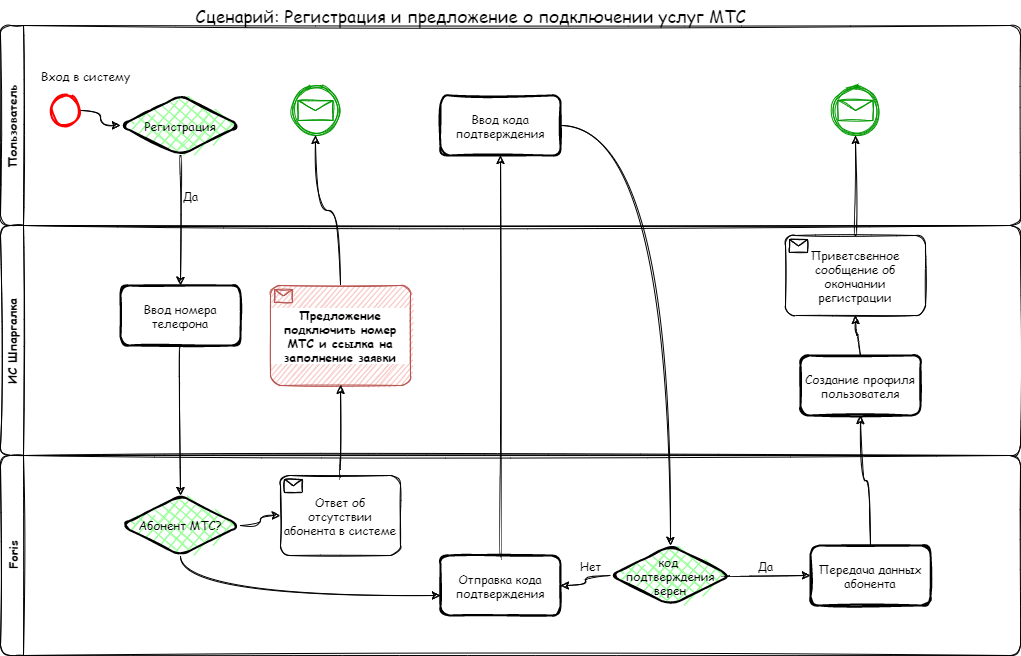 Сценарий: Регистрация и предложение о подключении услуг МТС
Пользователь
Вход в систему
Регистрация
Да
Ввод кода
подтверждения
ИС Шпаргалка
Ввод номера
телефона
Предложение
подключить номер
МТС и ссылка на
заполнение заявки
Приветсвенное
сообщение об
окончании
регистрации
Создание профиля
пользователя
Foris
Абонент МТС?
Ответ об
отсутствии
абонента в системе
Отправка кода
подтверждения
Нет
код
подтверждения
верен
Да
Передача данных
абонента